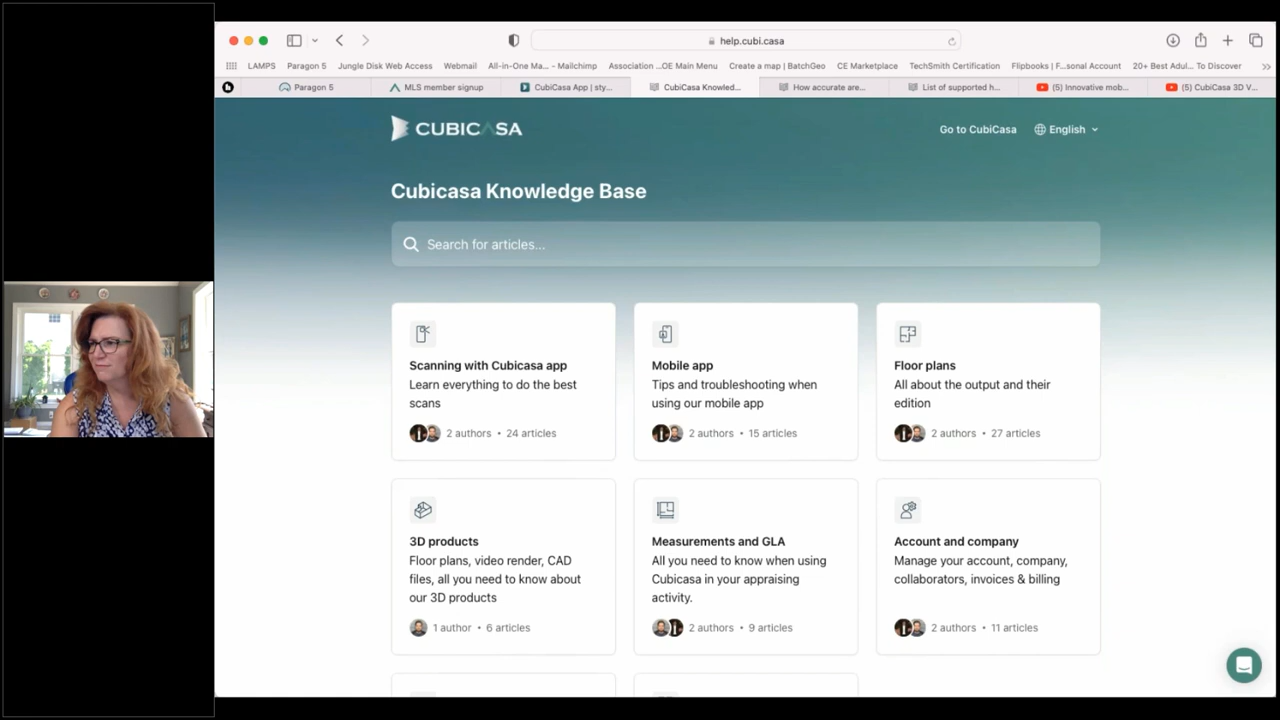 help.cubi.casa
LAMPS
Paragon 5
Jungle Disk Web Access
Webmail
All-in-One Ma... - Mailchimp
Association ...OE Main Menu
Create a map | BatchGeo
CE Marketplace
TechSmith Certification
Flipbooks | F...sonal Account
20+ Best Adul... To Discover
Paragon 5
MLS member signup
CubiCasa App | sty...
CubiCasa Knowled...
How accurate are...
List of supported h...
(5) Innovative mob...
(5) CubiCasa 3D V...
CUBICASA
Go to CubiCasa
English
Cubicasa Knowledge Base
Search for articles...
Scanning with Cubicasa app
Learn everything to do the best
scans
2 authors • 24 articles
Mobile app
Tips and troubleshooting when
using our mobile app
2 authors • 15 articles
Floor plans
All about the output and their
edition
2 authors • 27 articles
3D products
Floor plans, video render, CAD
files, all you need to know about
our 3D products
1 author • 6 articles
Measurements and GLA
All you need to know when using
Cubicasa in your appraising
activity.
2 authors • 9 articles
Account and company
Manage your account, company,
collaborators, invoices & billing
2 authors • 11 articles